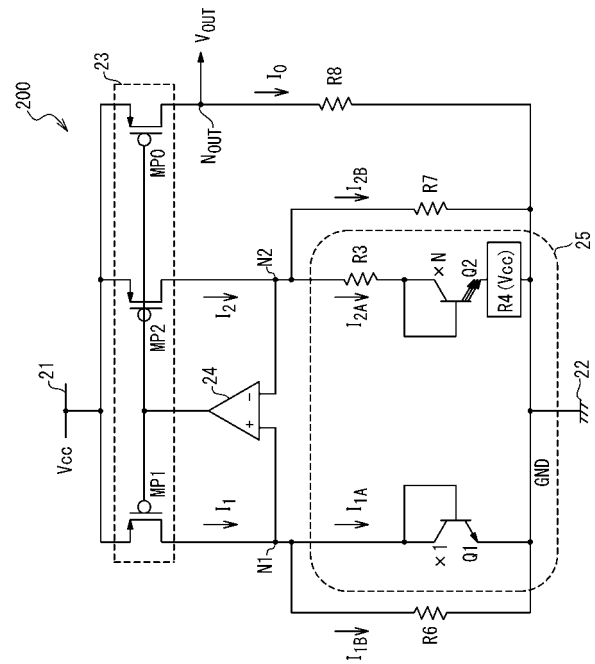 200
21
Vcc
23
MP1
MP2
MP0
NOUT
VOUT
24
+
−
I1
I2
I0
N1
N2
I1A
I1B
I2A
I2B
R3
R6
R7
R8
×1
Q1
×N
Q2
R4(Vcc)
GND
22
25